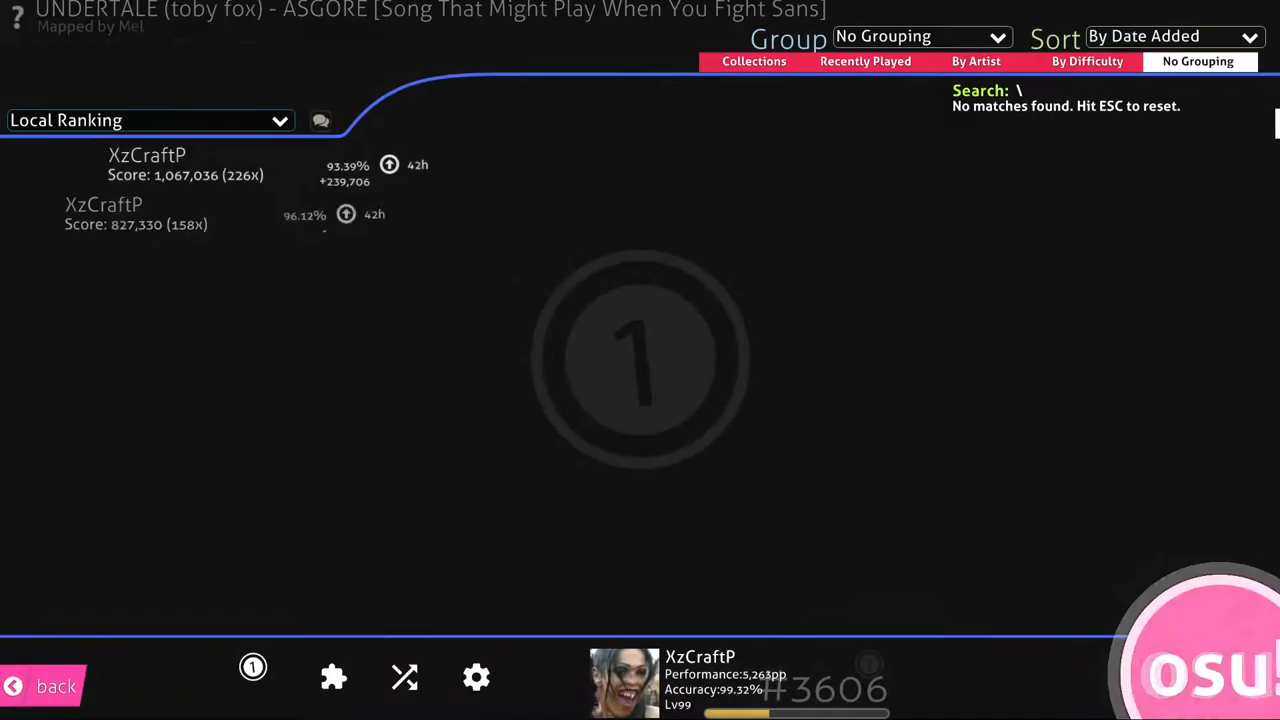 ?
UNDERTALE (toby fox) - ASGORE [Song That Might Play When You Fight Sans]
Mapped by Mel
Group No Grouping Sort By Date Added
Collections Recently Played By Artist By Difficulty No Grouping
Search: \
No matches found. Hit ESC to reset.
Local Ranking
XzCraftP
Score: 1,067,036 (226x)
93.39%
+239,706
42h
XzCraftP
Score: 827,330 (158x)
96.12%
-
42h
1
back
1
XzCraftP
Performance:5,263pp
Accuracy:99.32%
Lv99
#3606
osu!